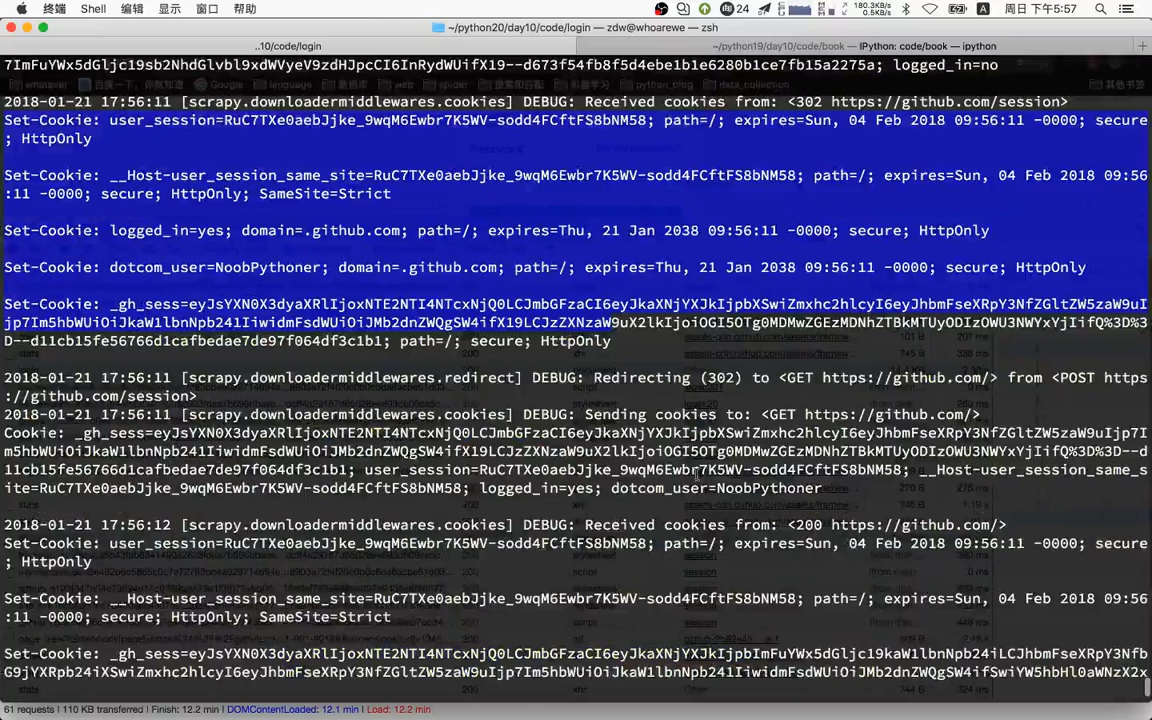 终端 Shell 编辑 显示 窗口 帮助 24 180.3KB/s 0.5KB/s 周日 下午5:57
~/python20/day10/code/login — zdw@whoarewe — zsh
..10/code/login ~/python19/day10/code/book — IPython: code/book — ipython
7ImFuYWx5dGljc19sb2NhdGlvbl9xdWVyeV9zdHJpcCI6InRydWUifX19--d673f54fb8f5d4ebe1b1e6280b1ce7fb15a2275a; logged_in=no
2018-01-21 17:56:11 [scrapy.downloadermiddlewares.cookies] DEBUG: Received cookies from: <302 https://github.com/session>
Set-Cookie: user_session=RuC7TXe0aebJjke_9wqM6Ewbr7K5WV-sodd4FCftFS8bNM58; path=/; expires=Sun, 04 Feb 2018 09:56:11 -0000; secure
; HttpOnly
Set-Cookie: __Host-user_session_same_site=RuC7TXe0aebJjke_9wqM6Ewbr7K5WV-sodd4FCftFS8bNM58; path=/; expires=Sun, 04 Feb 2018 09:56
:11 -0000; secure; HttpOnly; SameSite=Strict
Set-Cookie: logged_in=yes; domain=.github.com; path=/; expires=Thu, 21 Jan 2038 09:56:11 -0000; secure; HttpOnly
Set-Cookie: dotcom_user=NoobPythoner; domain=.github.com; path=/; expires=Thu, 21 Jan 2038 09:56:11 -0000; secure; HttpOnly
Set-Cookie: _gh_sess=eyJsYXN0X3dyaXRlIjoxNTE2NTI4NTcxNjQ0LCJmbGFzaCI6eyJkaXNjYXJkIjpbXSwiZmxhc2hlcyI6eyJhbmFseXRpY3NfZGltZW5zaW9uI
jp7Im5hbWUiOiJkaW1lbnNpb241IiwidmFsdWUiOiJMb2dnZWQgSW4ifX19LCJzZXNzaW9uX2lkIjoiOGI5OTg0MDMwZGEzMDNhZTBkMTUyODIzOWU3NWYxYjIifQ%3D%3
D--d11cb15fe56766d1cafbedae7de97f064df3c1b1; path=/; secure; HttpOnly
2018-01-21 17:56:11 [scrapy.downloadermiddlewares.redirect] DEBUG: Redirecting (302) to <GET https://github.com/> from <POST https
://github.com/session>
2018-01-21 17:56:11 [scrapy.downloadermiddlewares.cookies] DEBUG: Sending cookies to: <GET https://github.com/>
Cookie: _gh_sess=eyJsYXN0X3dyaXRlIjoxNTE2NTI4NTcxNjQ0LCJmbGFzaCI6eyJkaXNjYXJkIjpbXSwiZmxhc2hlcyI6eyJhbmFseXRpY3NfZGltZW5zaW9uIjp7I
m5hbWUiOiJkaW1lbnNpb241IiwidmFsdWUiOiJMb2dnZWQgSW4ifX19LCJzZXNzaW9uX2lkIjoiOGI5OTg0MDMwZGEzMDNhZTBkMTUyODIzOWU3NWYxYjIifQ%3D%3D--d
11cb15fe56766d1cafbedae7de97f064df3c1b1; user_session=RuC7TXe0aebJjke_9wqM6Ewbr7K5WV-sodd4FCftFS8bNM58; __Host-user_session_same_s
ite=RuC7TXe0aebJjke_9wqM6Ewbr7K5WV-sodd4FCftFS8bNM58; logged_in=yes; dotcom_user=NoobPythoner
2018-01-21 17:56:12 [scrapy.downloadermiddlewares.cookies] DEBUG: Received cookies from: <200 https://github.com/>
Set-Cookie: user_session=RuC7TXe0aebJjke_9wqM6Ewbr7K5WV-sodd4FCftFS8bNM58; path=/; expires=Sun, 04 Feb 2018 09:56:11 -0000; secure
; HttpOnly
Set-Cookie: __Host-user_session_same_site=RuC7TXe0aebJjke_9wqM6Ewbr7K5WV-sodd4FCftFS8bNM58; path=/; expires=Sun, 04 Feb 2018 09:56
:11 -0000; secure; HttpOnly; SameSite=Strict
Set-Cookie: _gh_sess=eyJsYXN0X3dyaXRlIjoxNTE2NTI4NTcxNjQ0LCJmbGFzaCI6eyJkaXNjYXJkIjpbImFuYWx5dGljc19kaW1lbnNpb24iLCJhbmFseXRpY3Nfb
G9jYXRpb24iXSwiZmxhc2hlcyI6eyJhbmFseXRpY3NfZGltZW5zaW9uIjp7Im5hbWUiOiJkaW1lbnNpb241IiwidmFsdWUiOiJMb2dnZWQgSW4ifSwiYW5hbHl0aWNzX2x
61 requests | 110 KB transferred | Finish: 12.2 min | DOMContentLoaded: 12.1 min | Load: 12.2 min